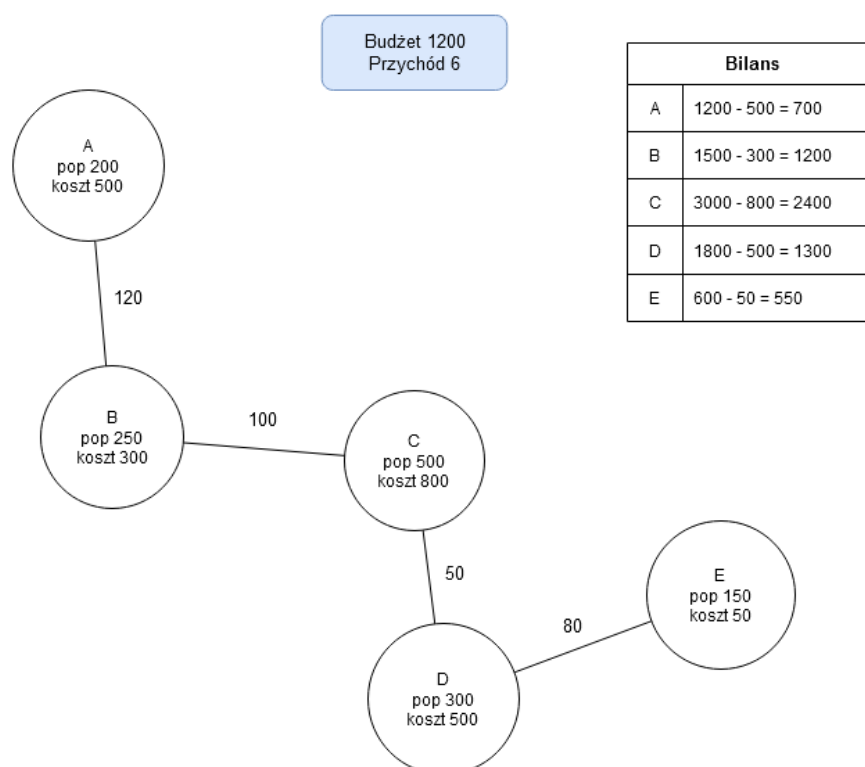 Budżet 1200
Przychód 6
Bilans
A 1200 - 500 = 700
B 1500 - 300 = 1200
C 3000 - 800 = 2400
D 1800 - 500 = 1300
E 600 - 50 = 550
A
pop 200
koszt 500
120
B
pop 250
koszt 300
100
C
pop 500
koszt 800
50
D
pop 300
koszt 500
80
E
pop 150
koszt 50